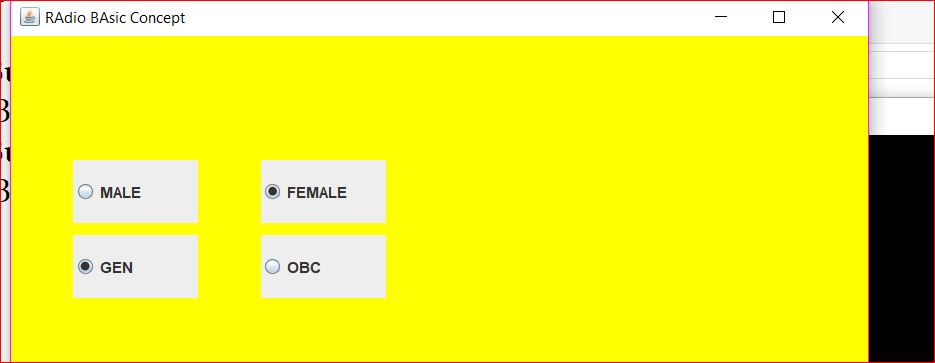 RAdio BAsic Concept
MALE FEMALE
GEN OBC